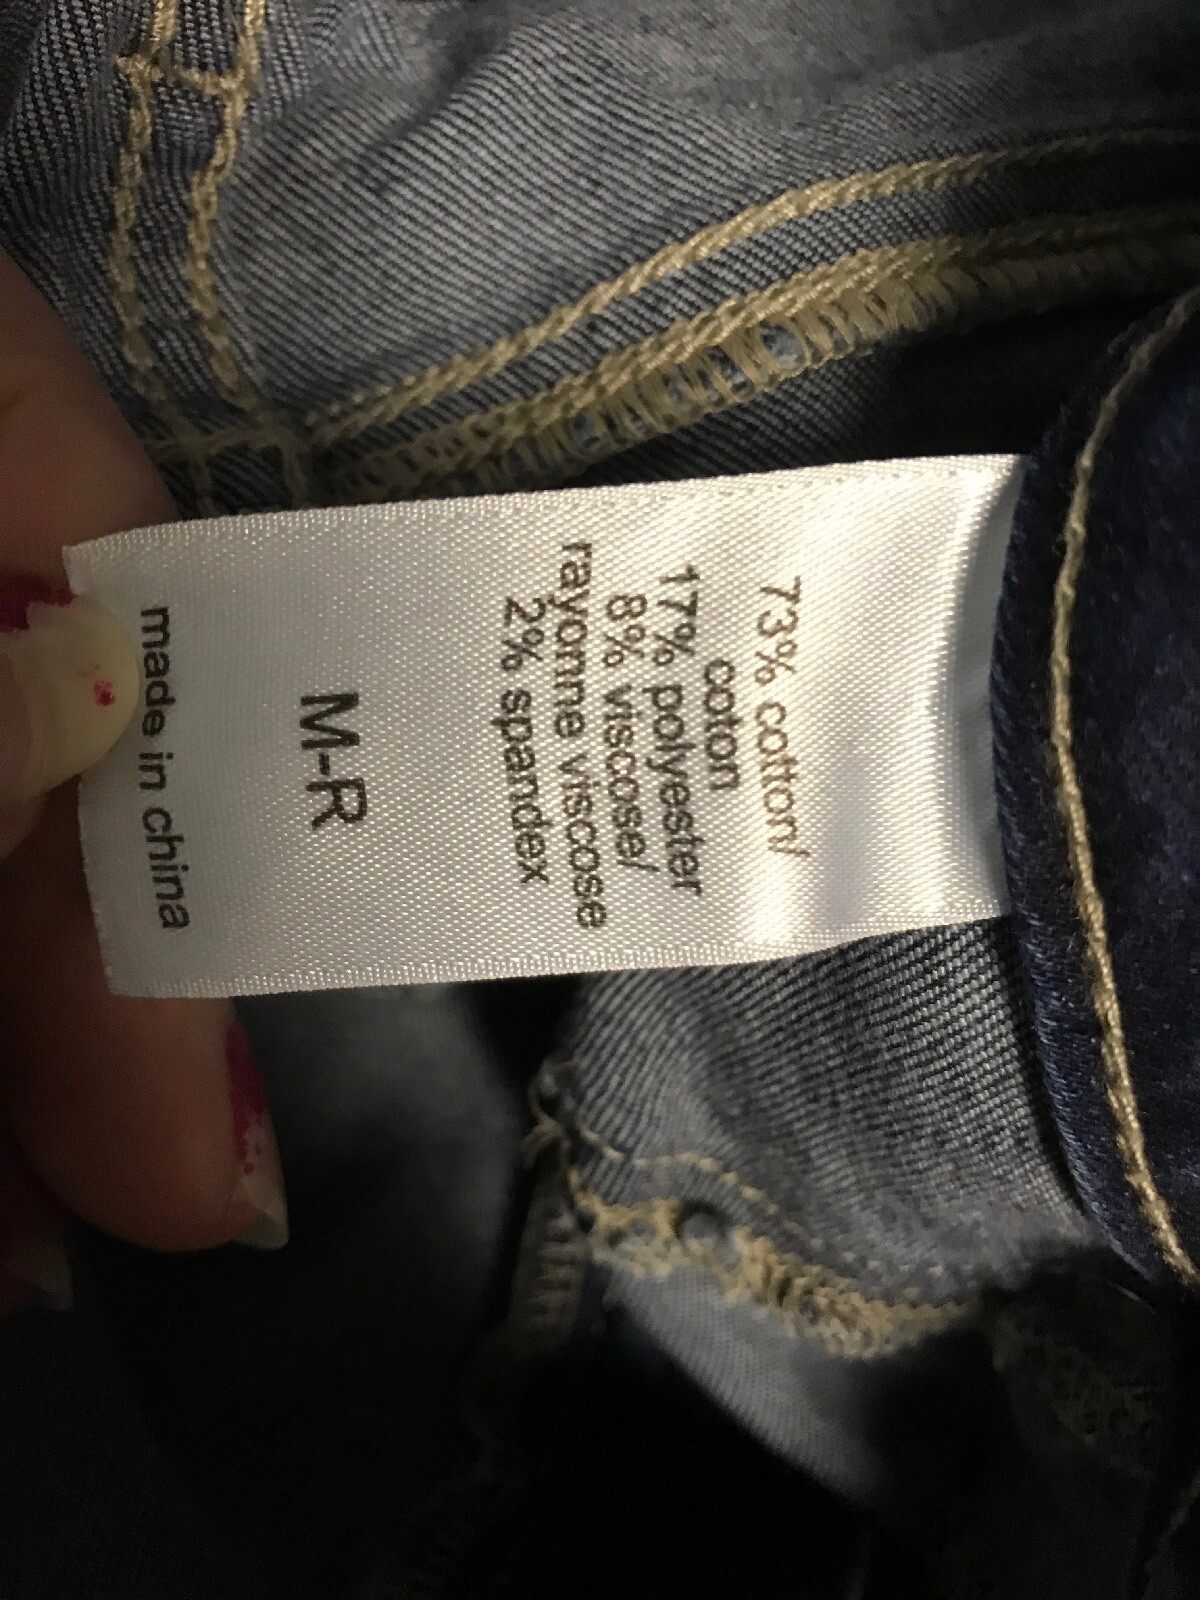 73% cotton/
coton
17% polyester
8% viscose/
rayonne viscose
2% spandex
M-R
made in china